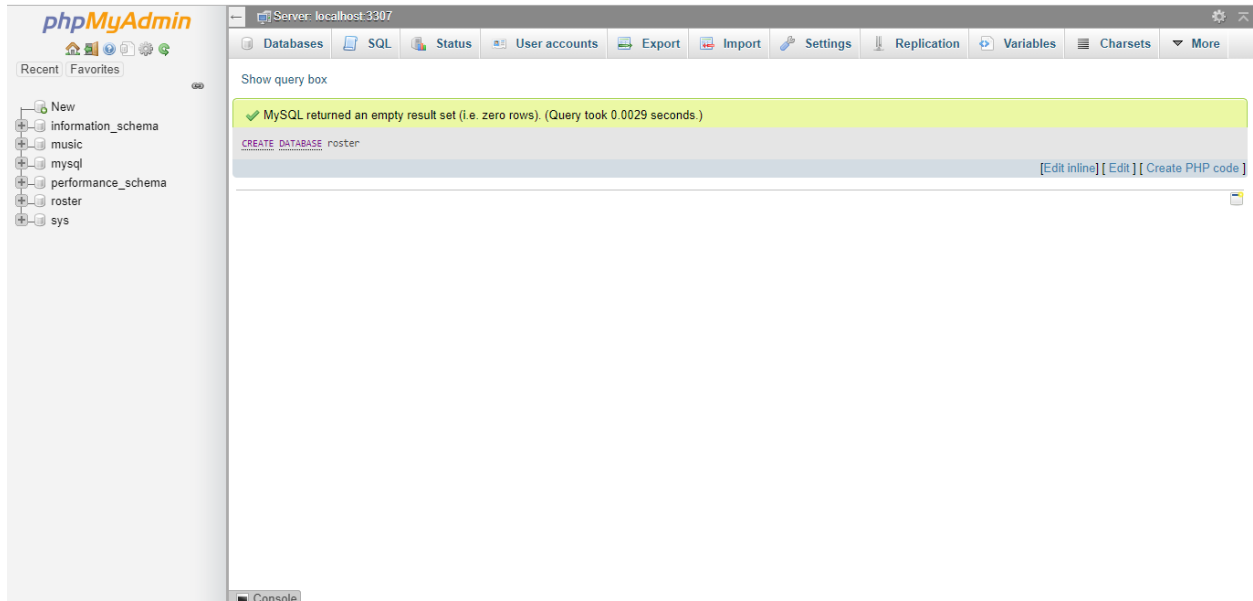 phpMyAdmin
Recent Favorites
New
information_schema
music
mysql
performance_schema
roster
sys
Server: localhost:3307
Databases SQL Status User accounts Export Import Settings Replication Variables Charsets More
Show query box
MySQL returned an empty result set (i.e. zero rows). (Query took 0.0029 seconds.)
CREATE DATABASE roster
[Edit inline] [ Edit ] [ Create PHP code ]
Console